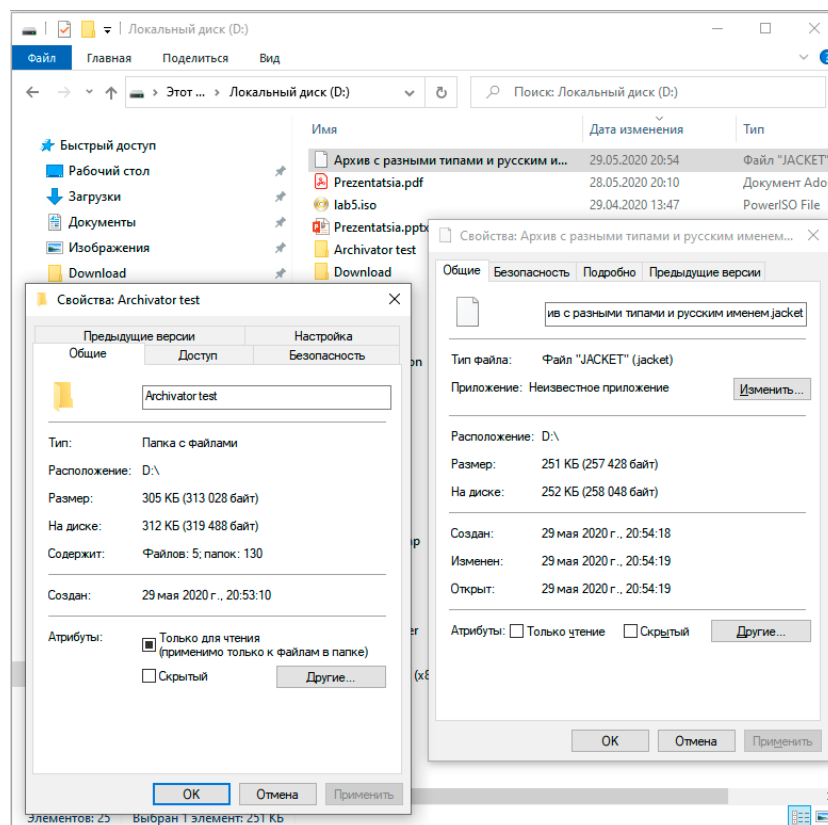 Локальный диск (D:)
Файл Главная Поделиться Вид
Этот ... Локальный диск (D:) Поиск: Локальный диск (D:)
Имя Дата изменения Тип
Быстрый доступ
Рабочий стол
Загрузки
Документы
Изображения
Download
Архив с разными типами и русским и... 29.05.2020 20:54 Файл "JACKET"
Prezentatsia.pdf 28.05.2020 20:10 Документ Ado
lab5.iso 29.04.2020 13:47 PowerISO File
Prezentatsia.pptx
Archivator test
Download
Свойства: Archivator test
Предыдущие версии Настройка
Общие Доступ Безопасность
Archivator test
Тип: Папка с файлами
Расположение: D:\
Размер: 305 КБ (313 028 байт)
На диске: 312 КБ (319 488 байт)
Содержит: Файлов: 5; папок: 130
Создан: 29 мая 2020 г., 20:53:10
Атрибуты: Только для чтения
(применимо только к файлам в папке)
Скрытый Другие...
OK Отмена Применить
Свойства: Архив с разными типами и русским именем...
Общие Безопасность Подробно Предыдущие версии
ив с разными типами и русским именем.jacket
Тип файла: Файл "JACKET" (.jacket)
Приложение: Неизвестное приложение Изменить...
Расположение: D:\
Размер: 251 КБ (257 428 байт)
На диске: 252 КБ (258 048 байт)
Создан: 29 мая 2020 г., 20:54:18
Изменен: 29 мая 2020 г., 20:54:19
Открыт: 29 мая 2020 г., 20:54:19
Атрибуты: Только чтение Скрытый Другие...
OK Отмена Применить
Элементов: 25 Выбран 1 элемент: 251 КБ